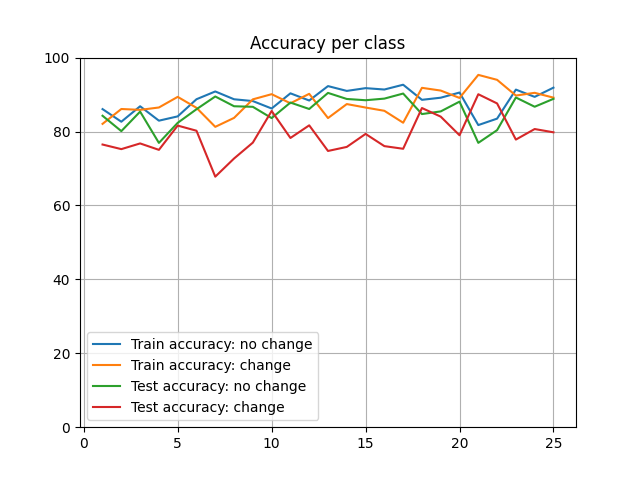 Accuracy per class
100
80
60
40
20
0
Train accuracy: no change
Train accuracy: change
Test accuracy: no change
Test accuracy: change
0 5 10 15 20 25